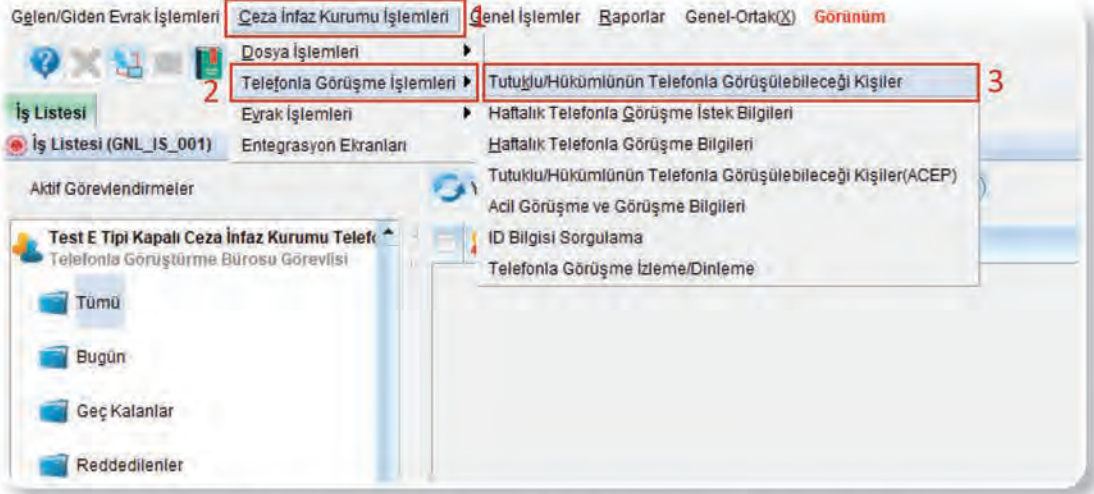 Gelen/Giden Evrak İşlemleri Ceza İnfaz Kurumu İşlemleri 1 Genel İşlemler Raporlar Genel-Ortak(X) Görünüm
Dosya İşlemleri
2 Telefonla Görüşme İşlemleri
Evrak İşlemleri
Entegrasyon Ekranları
Tutuklu/Hükümlünün Telefonla Görüşülebileceği Kişiler 3
Haftalık Telefonla Görüşme İstek Bilgileri
Haftalık Telefonla Görüşme Bilgileri
Tutuklu/Hükümlünün Telefonla Görüşülebileceği Kişiler(ACEP)
Acil Görüşme ve Görüşme Bilgileri
ID Bilgisi Sorgulama
Telefonla Görüşme İzleme/Dinleme
İş Listesi
İş Listesi (GNL_IS_001)
Aktif Görevlendirmeler
Test E Tipi Kapalı Ceza İnfaz Kurumu Telefo
Telefonla Görüştürme Bürosu Görevlisi
Tümü
Bugün
Geç Kalanlar
Reddedilenler